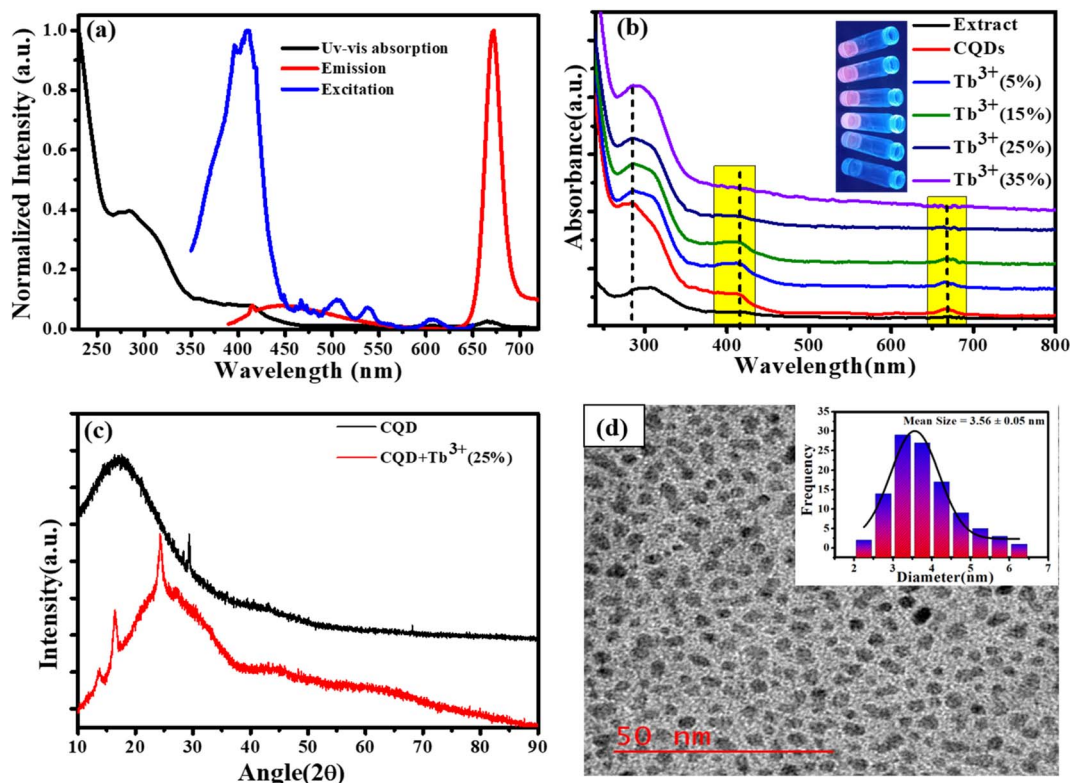 (a)
Uv-vis absorption
Emission
Excitation
Normalized Intensity (a.u.)
1.0
0.8
0.6
0.4
0.2
0.0
250 300 350 400 450 500 550 600 650 700
Wavelength (nm)
(b)
Extract
CQDs
Tb³⁺(5%)
Tb³⁺(15%)
Tb³⁺(25%)
Tb³⁺(35%)
Absorbance(a.u.)
300 400 500 600 700 800
Wavelength(nm)
(c)
CQD
CQD+Tb³⁺(25%)
Intensity(a.u.)
10 20 30 40 50 60 70 80 90
Angle(2θ)
(d)
Mean Size = 3.56 ± 0.05 nm
Frequency
35
30
25
20
15
10
5
0
2 3 4 5 6 7
Diameter(nm)
50 nm